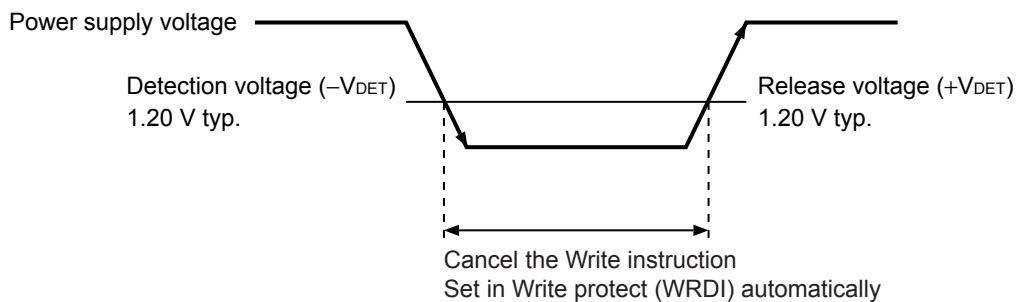 Power supply voltage
Detection voltage (−VDET)
1.20 V typ.
Release voltage (+VDET)
1.20 V typ.
Cancel the Write instruction
Set in Write protect (WRDI) automatically